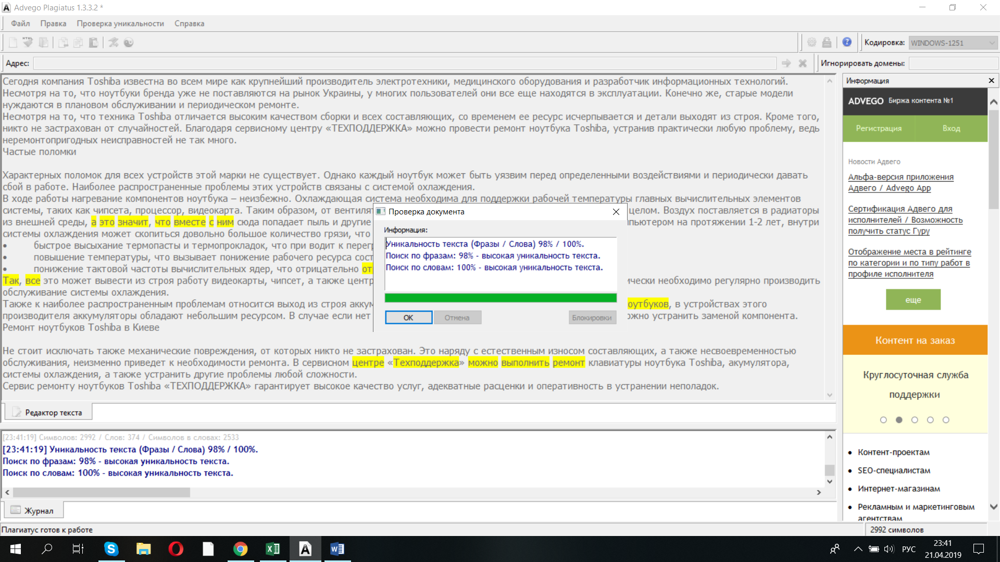 Advego Plagiatus 1.3.3.2 *
Файл Правка Проверка уникальности Справка
HTML
Кодировка: WINDOWS-1251
Адрес:
Игнорировать домены:
Сегодня компания Toshiba известна во всем мире как крупнейший производитель электротехники, медицинского оборудования и разработчик информационных технологий.
Несмотря на то, что ноутбуки бренда уже не поставляются на рынок Украины, у многих пользователей они все еще находятся в эксплуатации. Конечно же, старые модели
нуждаются в плановом обслуживании и периодическом ремонте.
Несмотря на то, что техника Toshiba отличается высоким качеством сборки и всех составляющих, со временем ее ресурс исчерпывается и детали выходят из строя. Кроме того,
никто не застрахован от случайностей. Благодаря сервисному центру «ТЕХПОДДЕРЖКА» можно провести ремонт ноутбука Toshiba, устранив практически любую проблему, ведь
неремонтопригодных неисправностей не так много.
Частые поломки
Характерных поломок для всех устройств этой марки не существует. Однако каждый ноутбук может быть уязвим перед определенными воздействиями и периодически давать
сбой в работе. Наиболее распространенные проблемы этих устройств связаны с системой охлаждения.
В ходе работы нагревание компонентов ноутбука – неизбежно. Охлаждающая система необходима для поддержки рабочей температуры главных вычислительных элементов
системы, таких как чипсета, процессор, видеокарта. Таким образом, от вентилят целом. Воздух поставляется в радиаторы
из внешней среды, а это значит, что вместе с ним сюда попадает пыль и другие пьютером на протяжении 1-2 лет, внутри
системы охлаждения может скопиться довольно большое количество грязи, что
• быстрое высыхание термопасты и термопрокладок, что при водит к перегр
• повышение температуры, что вызывает понижение рабочего ресурса сост
• понижение тактовой частоты вычислительных ядер, что отрицательно от
Так, все это может вывести из строя работу видеокарты, чипсет, а также центр ически необходимо регулярно производить
обслуживание системы охлаждения.
Также к наиболее распространенным проблемам относится выход из строя аккум оутбуков, в устройствах этого
производителя аккумуляторы обладают небольшим ресурсом. В случае если нет ожно устранить заменой компонента.
Ремонт ноутбуков Toshiba в Киеве
Не стоит исключать также механические повреждения, от которых никто не застрахован. Это наряду с естественным износом составляющих, а также несвоевременностью
обслуживания, неизменно приведет к необходимости ремонта. В сервисном центре «Техподдержка» можно выполнить ремонт клавиатуры ноутбука Toshiba, акумулятора,
системы охлаждения, а также устранить другие проблемы любой сложности.
Сервис ремонту ноутбуков Toshiba «ТЕХПОДДЕРЖКА» гарантирует высокое качество услуг, адекватные расценки и оперативность в устранении неполадок.
Проверка документа
Информация:
Уникальность текста (Фразы / Слова) 98% / 100%.
Поиск по фразам: 98% - высокая уникальность текста.
Поиск по словам: 100% - высокая уникальность текста.
ОК Отмена Блокировки
Редактор текста
[23:41:19] Символов: 2992 / Слов: 374 / Символов в словах: 2533
[23:41:19] Уникальность текста (Фразы / Слова) 98% / 100%.
Поиск по фразам: 98% - высокая уникальность текста.
Поиск по словам: 100% - высокая уникальность текста.
Журнал
Плагиатус готов к работе
2992 символов
Информация
ADVEGO Биржа контента №1
Регистрация Вход
Новости Адвего
Альфа-версия приложения
Адвего / Advego App
Сертификация Адвего для
исполнителей / Возможность
получить статус Гуру
Отображение места в рейтинге
по категории и по типу работ в
профиле исполнителя
еще
Контент на заказ
Круглосуточная служба
поддержки
• Контент-проектам
• SEO-специалистам
• Интернет-магазинам
• Рекламным и маркетинговым
агентствам
РУС
23:41
21.04.2019